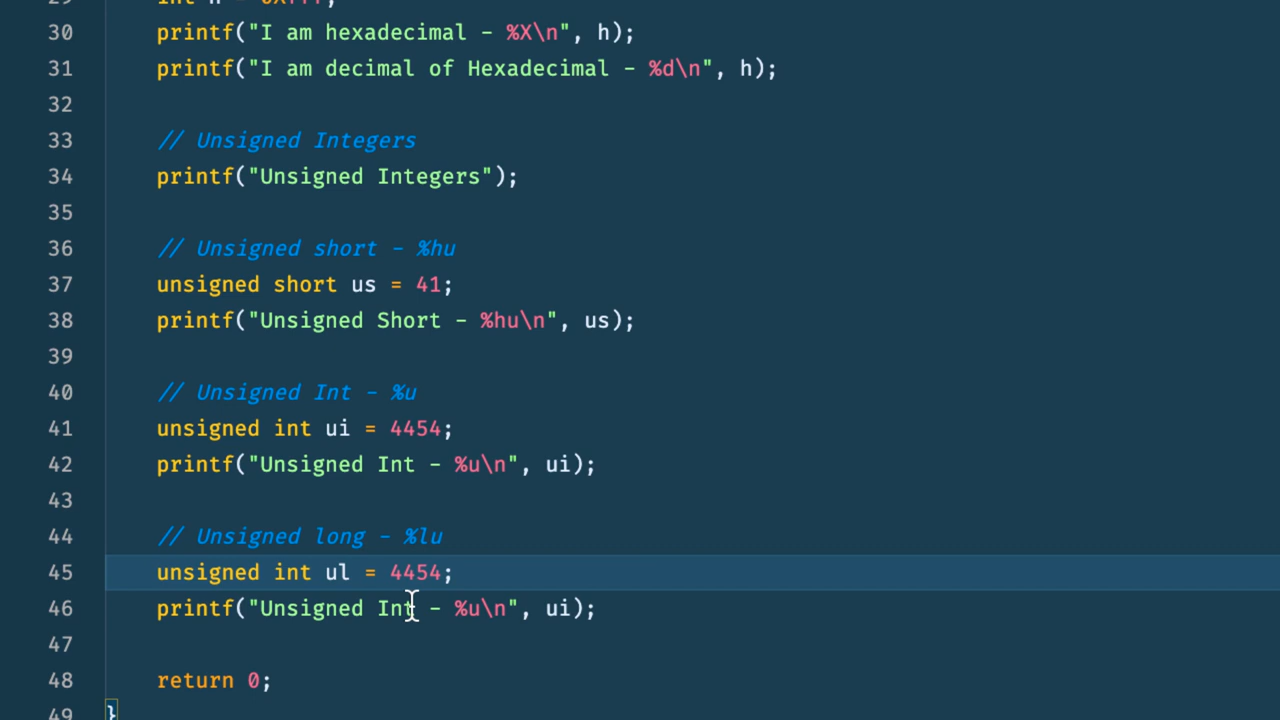 29
30 printf("I am hexadecimal - %X\n", h);
31 printf("I am decimal of Hexadecimal - %d\n", h);
32
33 // Unsigned Integers
34 printf("Unsigned Integers");
35
36 // Unsigned short - %hu
37 unsigned short us = 41;
38 printf("Unsigned Short - %hu\n", us);
39
40 // Unsigned Int - %u
41 unsigned int ui = 4454;
42 printf("Unsigned Int - %u\n", ui);
43
44 // Unsigned long - %lu
45 unsigned int ul = 4454;
46 printf("Unsigned Int - %u\n", ui);
47
48 return 0;
49 }